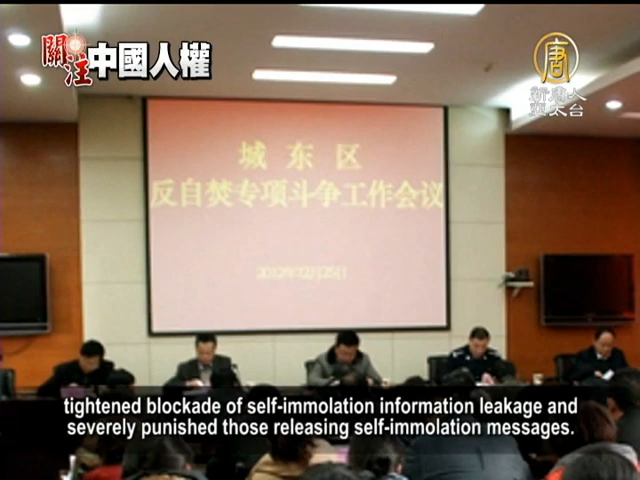 關注中國人權
新唐人
亞太台
城东区
反自焚专项斗争工作会议
tightened blockade of self-immolation information leakage and
severely punished those releasing self-immolation messages.